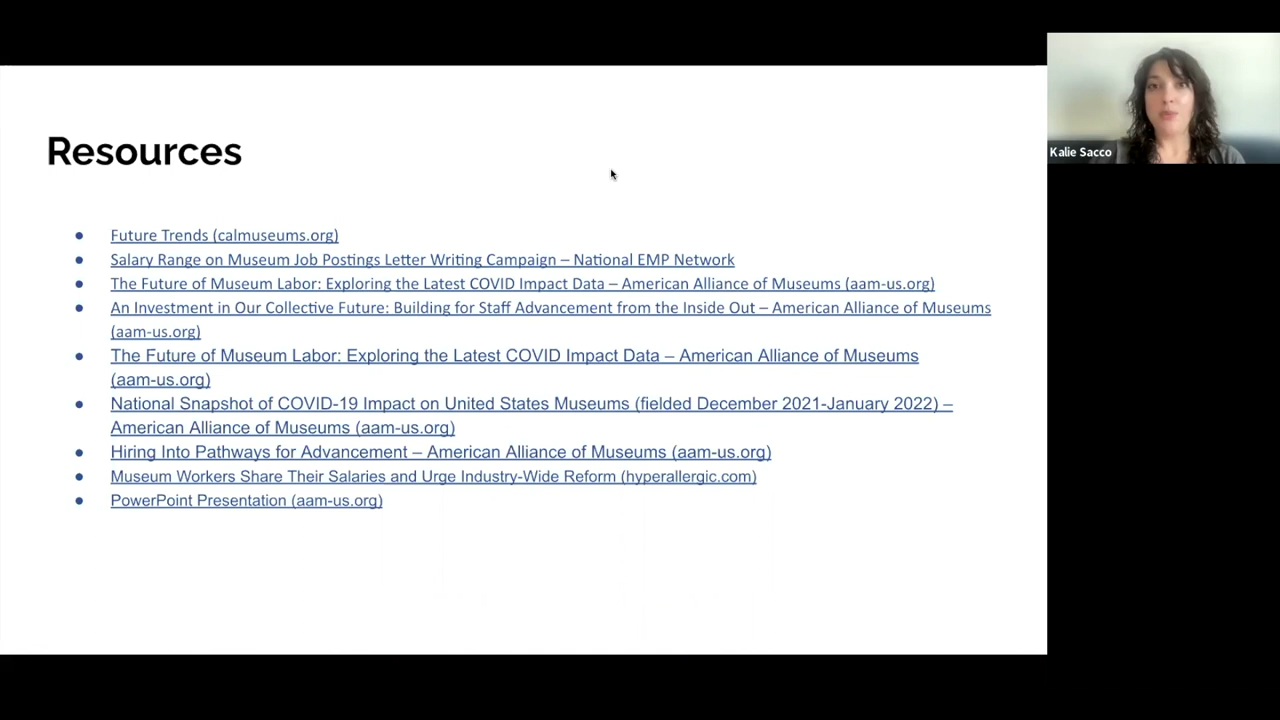 Resources
Future Trends (calmuseums.org)
Salary Range on Museum Job Postings Letter Writing Campaign – National EMP Network
The Future of Museum Labor: Exploring the Latest COVID Impact Data – American Alliance of Museums (aam-us.org)
An Investment in Our Collective Future: Building for Staff Advancement from the Inside Out – American Alliance of Museums
(aam-us.org)
The Future of Museum Labor: Exploring the Latest COVID Impact Data – American Alliance of Museums
(aam-us.org)
National Snapshot of COVID-19 Impact on United States Museums (fielded December 2021-January 2022) –
American Alliance of Museums (aam-us.org)
Hiring Into Pathways for Advancement – American Alliance of Museums (aam-us.org)
Museum Workers Share Their Salaries and Urge Industry-Wide Reform (hyperallergic.com)
PowerPoint Presentation (aam-us.org)
Kalie Sacco